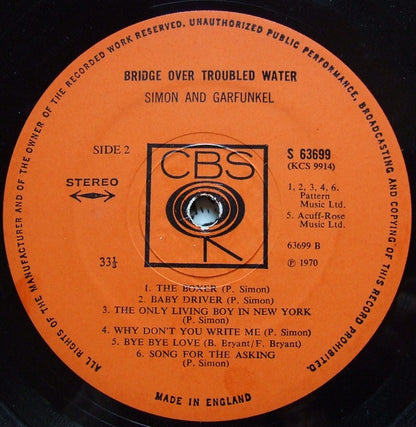 ALL RIGHTS OF THE MANUFACTURER AND OF THE OWNER OF THE RECORDED WORK RESERVED. UNAUTHORIZED PUBLIC PERFORMANCE, BROADCASTING AND COPYING OF THIS RECORD PROHIBITED.
BRIDGE OVER TROUBLED WATER
SIMON AND GARFUNKEL
SIDE 2
CBS
S 63699
(KCS 9914)
STEREO
1, 2, 3, 4, 6.
Pattern
Music Ltd.
5. Acuff-Rose
Music Ltd.
63699 B
33⅓
℗ 1970
1. THE BOXER (P. Simon)
2. BABY DRIVER (P. Simon)
3. THE ONLY LIVING BOY IN NEW YORK
(P. Simon)
4. WHY DON'T YOU WRITE ME (P. Simon)
5. BYE BYE LOVE (B. Bryant/F. Bryant)
6. SONG FOR THE ASKING
(P. Simon)
MADE IN ENGLAND